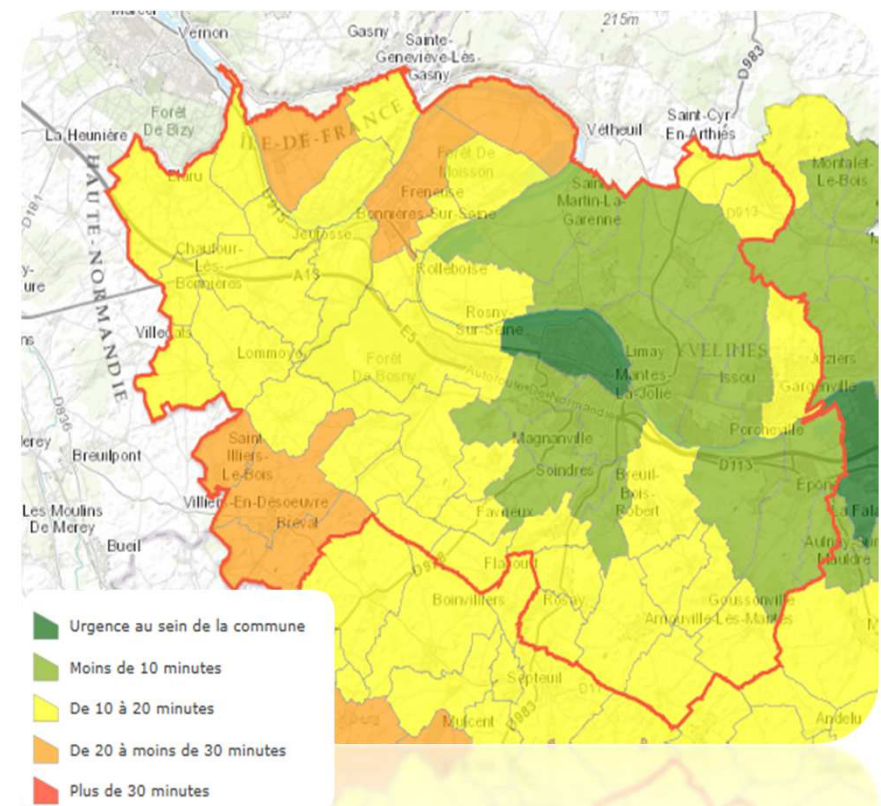 215m
Vernon
Gasny
Sainte-
Geneviève-Lès-
Gasny
D983
Forêt
De Bizy
La Heunière
ÎLE-DE-FRANCE
Vétheuil
Saint-Cyr-
En-Arthies
HAUTE-NORMANDIE
D181
D915
Forêt De
Moisson
Freneuse
Bonnières-Sur-Seine
Saint-
Martin-La-
Garenne
Montalet-
Le-Bois
D913
Jeufosse
Chaufour-
Lès-
Bonnières
A13
Rolleboise
Rosny-
Sur-Seine
E5
Villegats
Lommoye
Forêt
De Rosny
Limay
YVELINES
Mantes-
La-Jolie
Issou
Juziers
Gargenville
D836
Breuilpont
Saint-
Illiers-
Le-Bois
Magnanville
Porcheville
D113
Soindres
Breuil-
Bois-
Robert
Épône
Les Moulins
De Merey
Villiers-En-Désoeuvre
Bréval
Favrieux
La Fala
Bueil
Aulnay-Sur-
Mauldre
Flacourt
Boinvilliers
Rosay
Goussonville
Arnouville-Lès-Mantes
Septeuil
D983
Mulcent
Andelu
Urgence au sein de la commune
Moins de 10 minutes
De 10 à 20 minutes
De 20 à moins de 30 minutes
Plus de 30 minutes